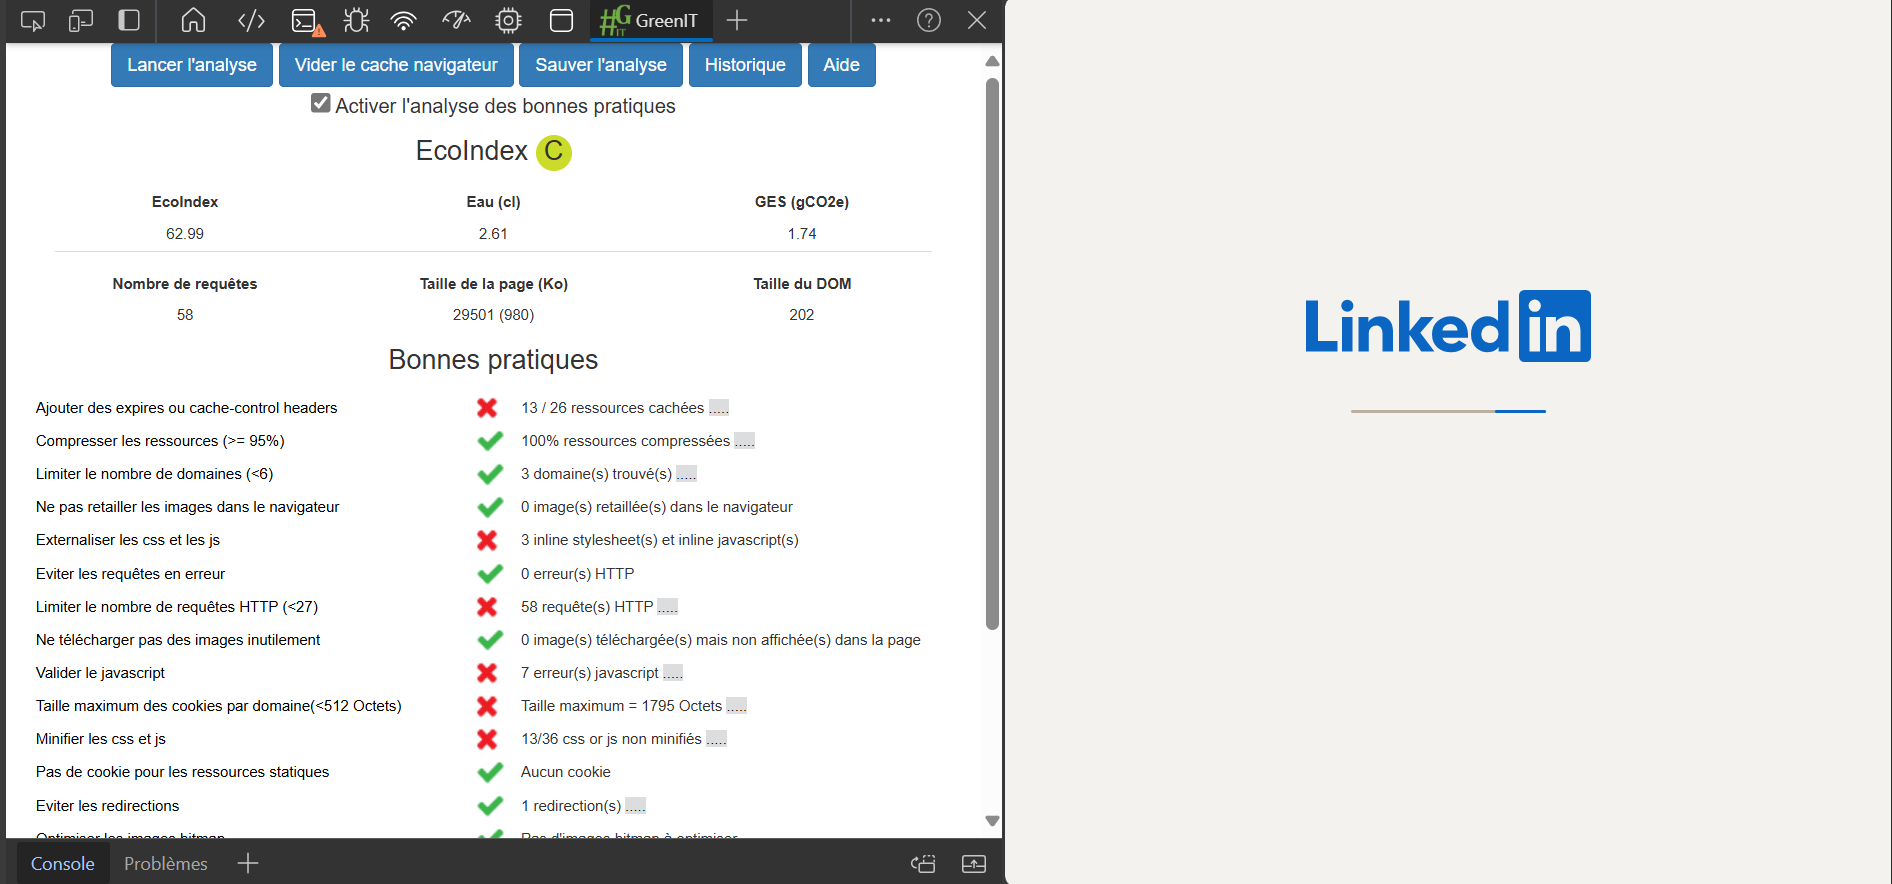 GreenIT
Lancer l'analyse Vider le cache navigateur Sauver l'analyse Historique Aide
Activer l'analyse des bonnes pratiques
EcoIndex C
EcoIndex Eau (cl) GES (gCO2e)
62.99 2.61 1.74
Nombre de requêtes Taille de la page (Ko) Taille du DOM
58 29501 (980) 202
Bonnes pratiques
Ajouter des expires ou cache-control headers 13 / 26 ressources cachées .....
Compresser les ressources (>= 95%) 100% ressources compressées .....
Limiter le nombre de domaines (<6) 3 domaine(s) trouvé(s) .....
Ne pas retailler les images dans le navigateur 0 image(s) retaillée(s) dans le navigateur
Externaliser les css et les js 3 inline stylesheet(s) et inline javascript(s)
Eviter les requêtes en erreur 0 erreur(s) HTTP
Limiter le nombre de requêtes HTTP (<27) 58 requête(s) HTTP .....
Ne télécharger pas des images inutilement 0 image(s) téléchargée(s) mais non affichée(s) dans la page
Valider le javascript 7 erreur(s) javascript .....
Taille maximum des cookies par domaine(<512 Octets) Taille maximum = 1795 Octets .....
Minifier les css et js 13/36 css or js non minifiés .....
Pas de cookie pour les ressources statiques Aucun cookie
Eviter les redirections 1 redirection(s) .....
Optimiser les images bitmap Pas d'images bitmap à optimiser
Console Problèmes
Linkedin